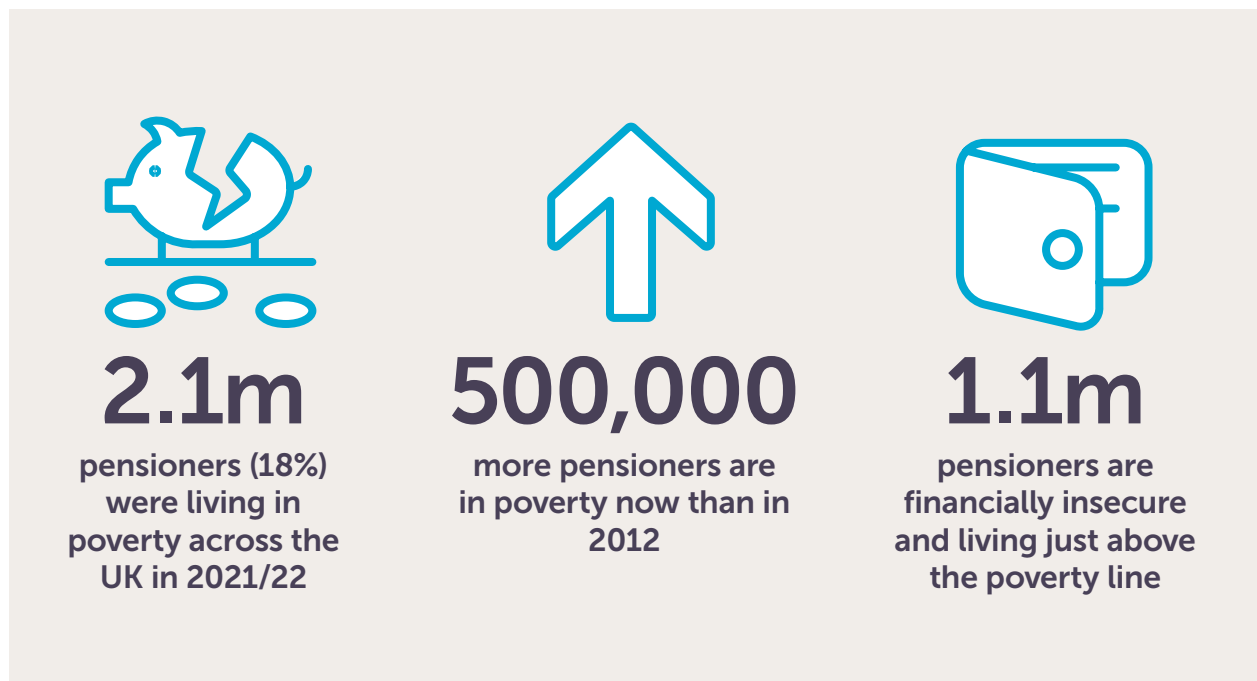 2.1m
pensioners (18%)
were living in
poverty across the
UK in 2021/22
500,000
more pensioners are
in poverty now than in
2012
1.1m
pensioners are
financially insecure
and living just above
the poverty line